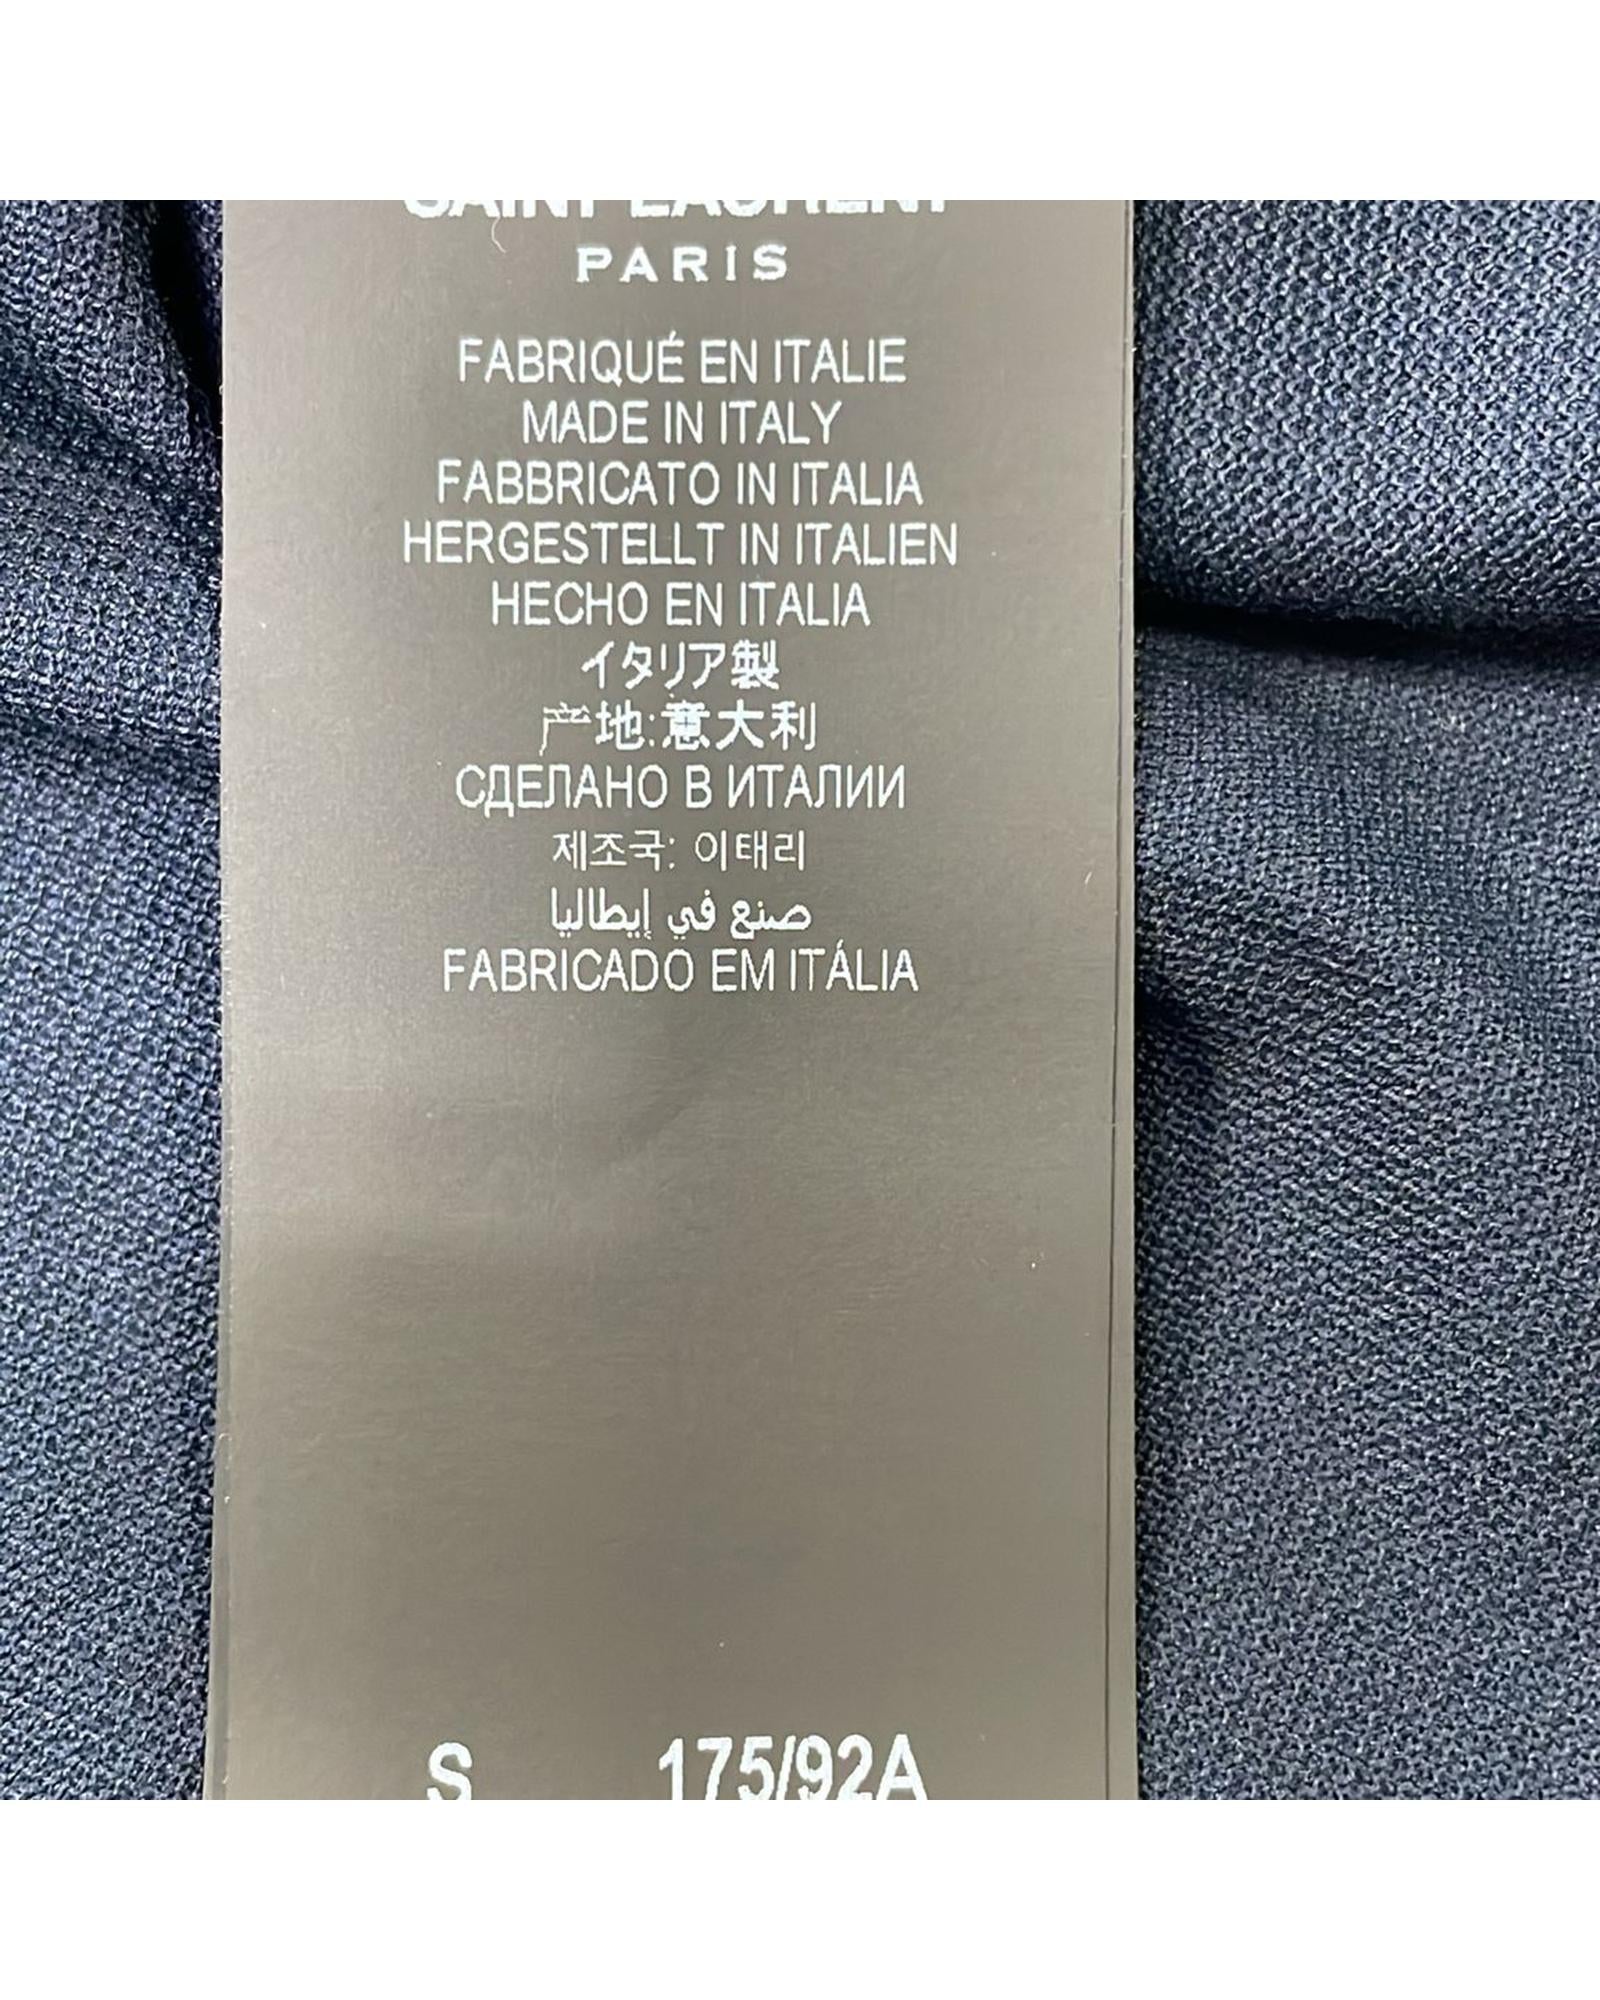 SAINT LAURENT
PARIS
FABRIQUÉ EN ITALIE
MADE IN ITALY
FABBRICATO IN ITALIA
HERGESTELLT IN ITALIEN
HECHO EN ITALIA
イタリア製
产地:意大利
СДЕЛАНО В ИТАЛИИ
제조국: 이태리
صنع في إيطاليا
FABRICADO EM ITÁLIA
S 175/92A